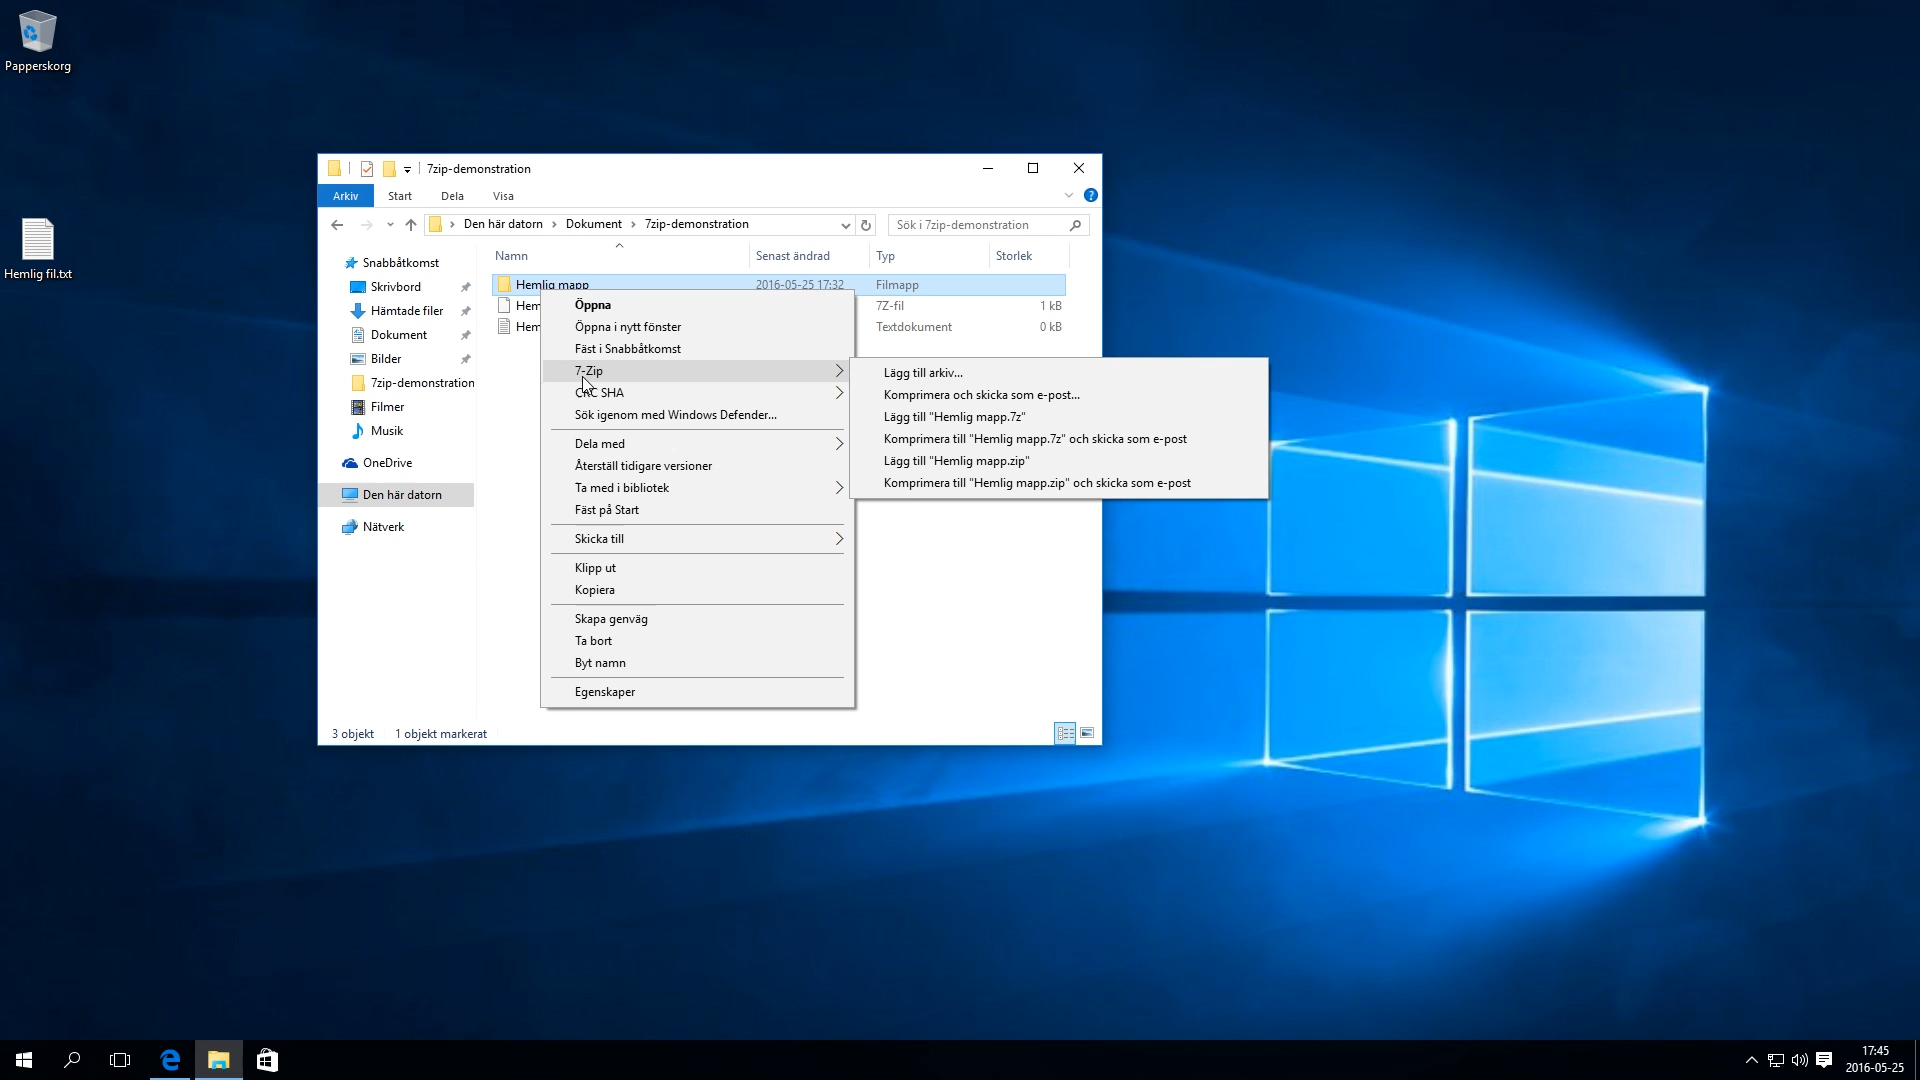 Papperskorg
Hemlig fil.txt
7zip-demonstration
Arkiv Start Dela Visa
Den här datorn Dokument 7zip-demonstration
Sök i 7zip-demonstration
Namn Senast ändrad Typ Storlek
Snabbåtkomst
Skrivbord
Hämtade filer
Dokument
Bilder
7zip-demonstration
Filmer
Musik
OneDrive
Den här datorn
Nätverk
Hemlig mapp 2016-05-25 17:32 Filmapp
Hem 7Z-fil 1 kB
Hem Textdokument 0 kB
Öppna
Öppna i nytt fönster
Fäst i Snabbåtkomst
7-Zip
CRC SHA
Sök igenom med Windows Defender...
Dela med
Återställ tidigare versioner
Ta med i bibliotek
Fäst på Start
Skicka till
Klipp ut
Kopiera
Skapa genväg
Ta bort
Byt namn
Egenskaper
Lägg till arkiv...
Komprimera och skicka som e-post...
Lägg till "Hemlig mapp.7z"
Komprimera till "Hemlig mapp.7z" och skicka som e-post
Lägg till "Hemlig mapp.zip"
Komprimera till "Hemlig mapp.zip" och skicka som e-post
3 objekt 1 objekt markerat
17:45
2016-05-25